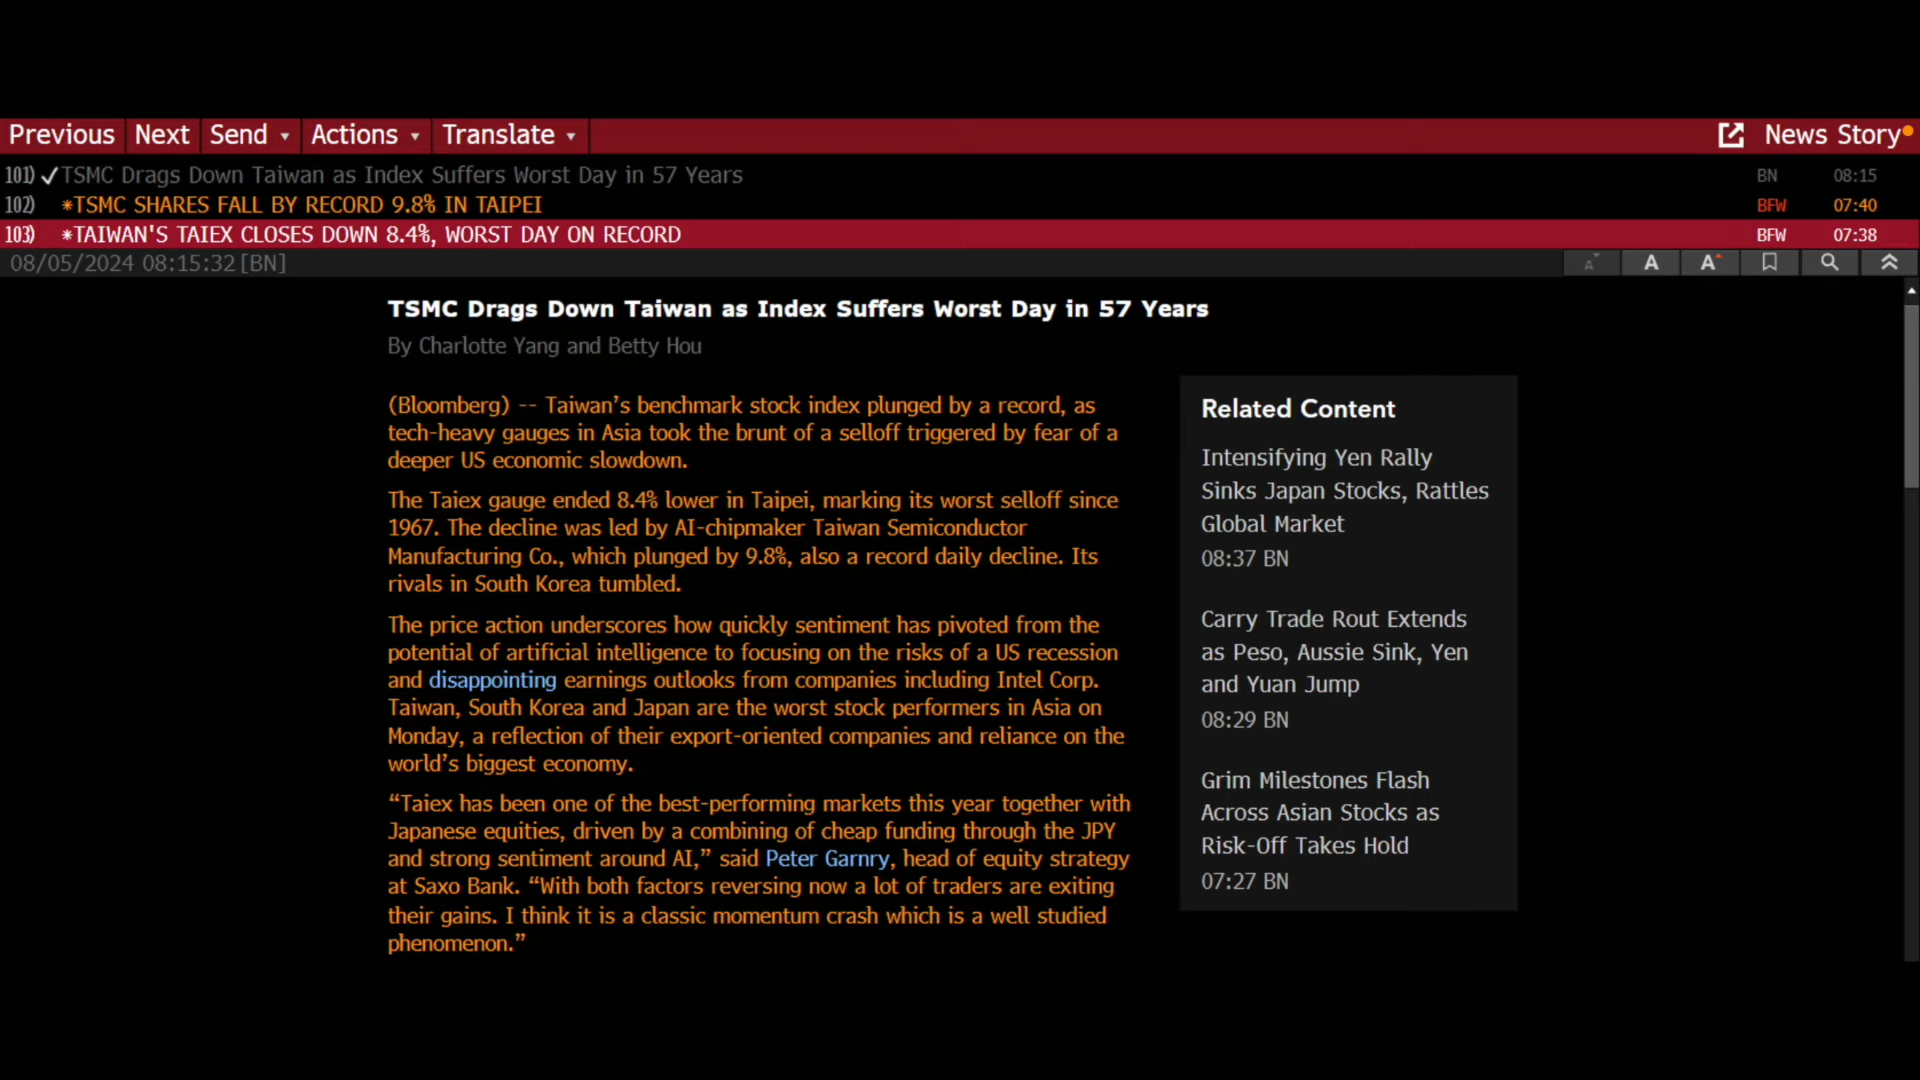 Previous Next Send Actions Translate News Story
101) ✓TSMC Drags Down Taiwan as Index Suffers Worst Day in 57 Years BN 08:15
102) *TSMC SHARES FALL BY RECORD 9.8% IN TAIPEI BFW 07:40
103) *TAIWAN'S TAIEX CLOSES DOWN 8.4%, WORST DAY ON RECORD BFW 07:38
08/05/2024 08:15:32[BN] A A A
TSMC Drags Down Taiwan as Index Suffers Worst Day in 57 Years
By Charlotte Yang and Betty Hou
(Bloomberg) -- Taiwan’s benchmark stock index plunged by a record, as
tech-heavy gauges in Asia took the brunt of a selloff triggered by fear of a
deeper US economic slowdown.
The Taiex gauge ended 8.4% lower in Taipei, marking its worst selloff since
1967. The decline was led by AI-chipmaker Taiwan Semiconductor
Manufacturing Co., which plunged by 9.8%, also a record daily decline. Its
rivals in South Korea tumbled.
The price action underscores how quickly sentiment has pivoted from the
potential of artificial intelligence to focusing on the risks of a US recession
and disappointing earnings outlooks from companies including Intel Corp.
Taiwan, South Korea and Japan are the worst stock performers in Asia on
Monday, a reflection of their export-oriented companies and reliance on the
world’s biggest economy.
“Taiex has been one of the best-performing markets this year together with
Japanese equities, driven by a combining of cheap funding through the JPY
and strong sentiment around AI,” said Peter Garnry, head of equity strategy
at Saxo Bank. “With both factors reversing now a lot of traders are exiting
their gains. I think it is a classic momentum crash which is a well studied
phenomenon.”
Related Content
Intensifying Yen Rally
Sinks Japan Stocks, Rattles
Global Market
08:37 BN
Carry Trade Rout Extends
as Peso, Aussie Sink, Yen
and Yuan Jump
08:29 BN
Grim Milestones Flash
Across Asian Stocks as
Risk-Off Takes Hold
07:27 BN